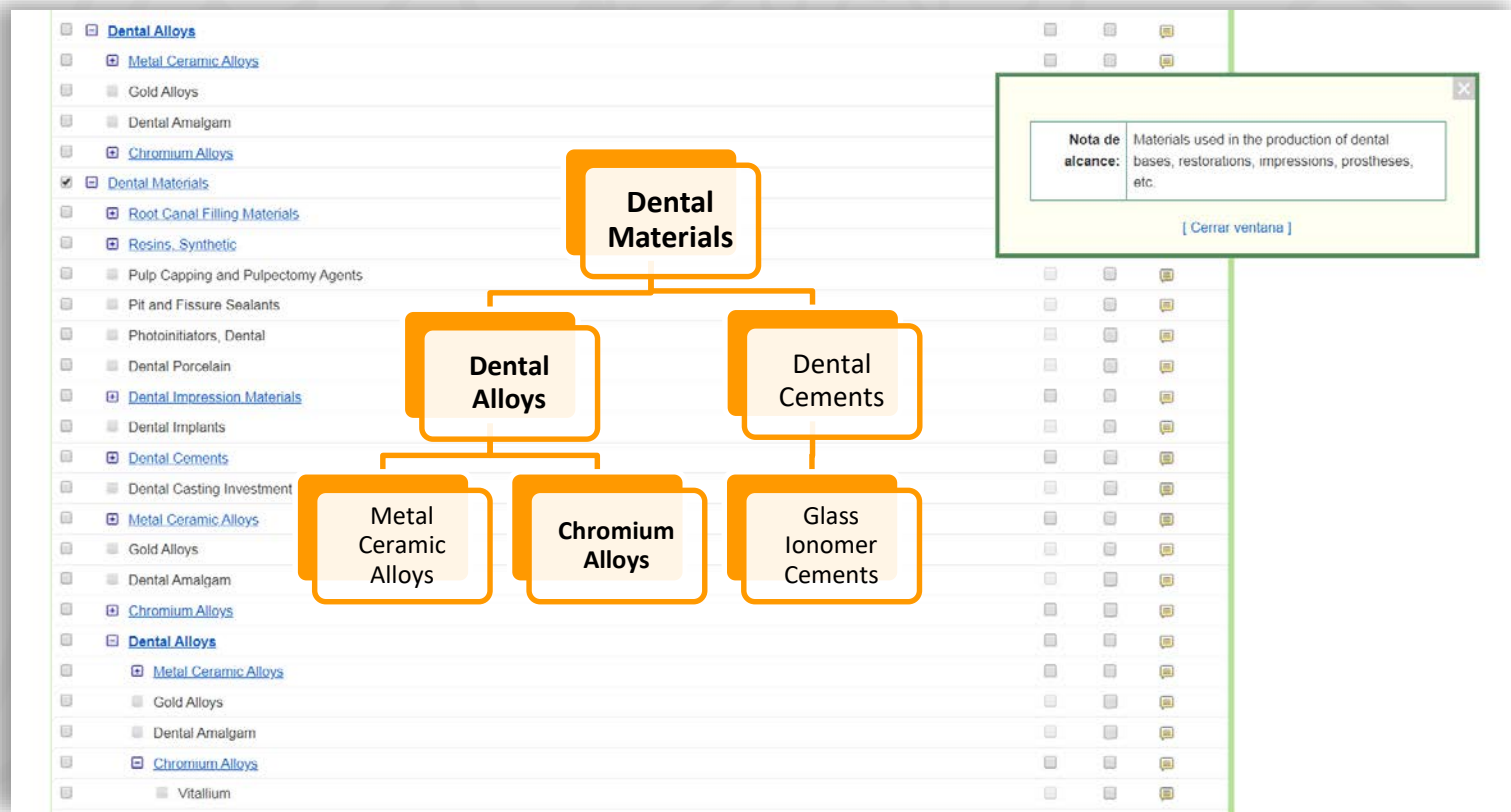 Dental Alloys
Metal Ceramic Alloys
Gold Alloys
Dental Amalgam
Chromium Alloys
Dental Materials
Root Canal Filling Materials
Resins, Synthetic
Pulp Capping and Pulpectomy Agents
Pit and Fissure Sealants
Photoinitiators, Dental
Dental Porcelain
Dental Impression Materials
Dental Implants
Dental Cements
Dental Casting Investment
Metal Ceramic Alloys
Gold Alloys
Dental Amalgam
Chromium Alloys
Dental Alloys
Metal Ceramic Alloys
Gold Alloys
Dental Amalgam
Chromium Alloys
Vitallium
Dental
Materials
Dental
Alloys
Dental
Cements
Metal
Ceramic
Alloys
Chromium
Alloys
Glass
Ionomer
Cements
Nota de
alcance:
Materials used in the production of dental
bases, restorations, impressions, prostheses,
etc.
[ Cerrar ventana ]